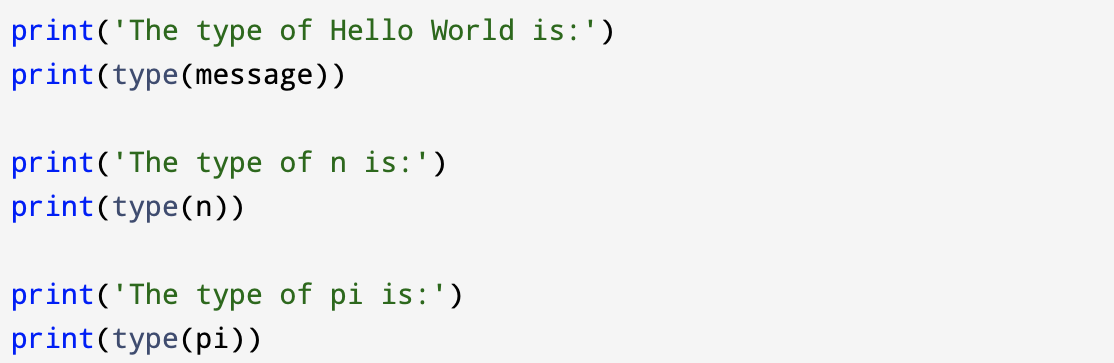 print('The type of Hello World is:')
print(type(message))
print('The type of n is:')
print(type(n))
print('The type of pi is:')
print(type(pi))